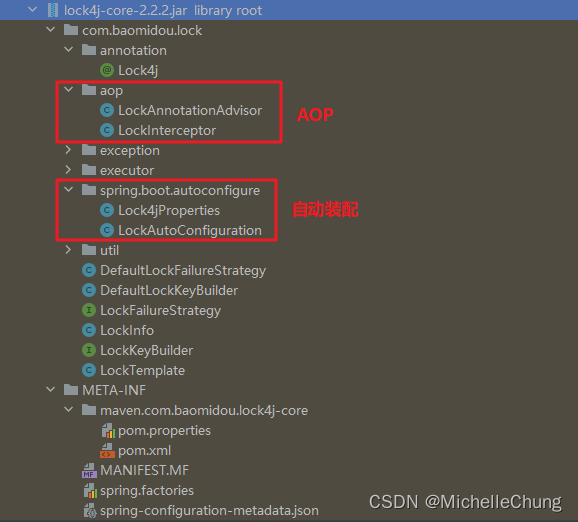 lock4j-core-2.2.2.jar library root
com.baomidou.lock
annotation
Lock4j
aop
LockAnnotationAdvisor
AOP
LockInterceptor
exception
executor
spring.boot.autoconfigure
Lock4jProperties
自动装配
LockAutoConfiguration
util
DefaultLockFailureStrategy
DefaultLockKeyBuilder
LockFailureStrategy
LockInfo
LockKeyBuilder
LockTemplate
META-INF
maven.com.baomidou.lock4j-core
pom.properties
pom.xml
MANIFEST.MF
spring.factories
spring-configuration-metadata.json
CSDN @MichelleChung